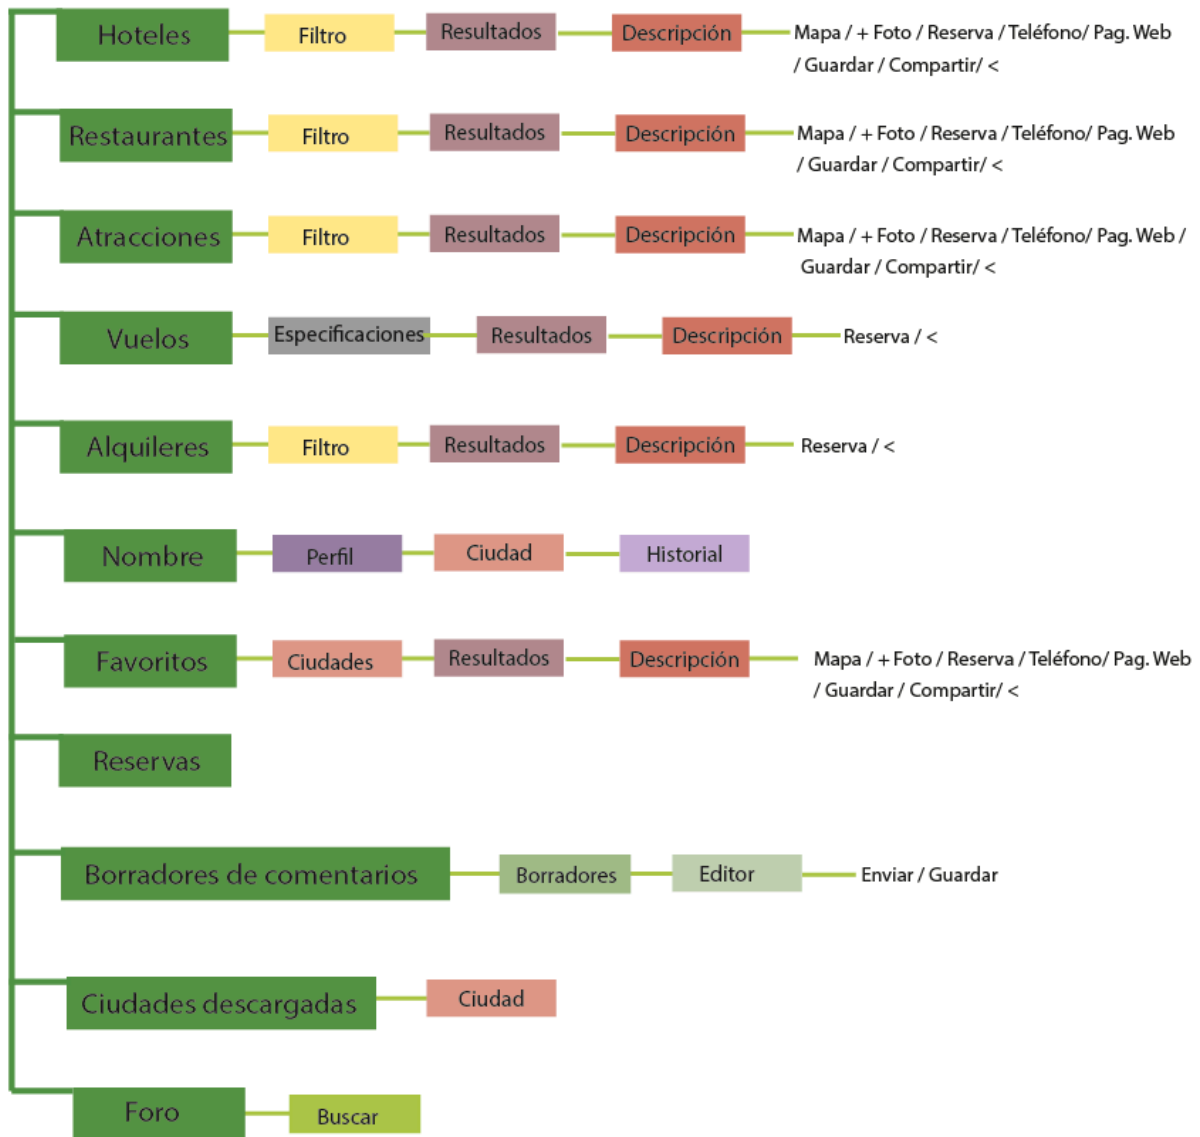 Hoteles
Filtro
Resultados
Descripción
Mapa / + Foto / Reserva / Teléfono/ Pag. Web
/ Guardar / Compartir/ <
Restaurantes
Filtro
Resultados
Descripción
Mapa / + Foto / Reserva / Teléfono/ Pag. Web
/ Guardar / Compartir/ <
Atracciones
Filtro
Resultados
Descripción
Mapa / + Foto / Reserva / Teléfono/ Pag. Web /
Guardar / Compartir/ <
Vuelos
Especificaciones
Resultados
Descripción
Reserva / <
Alquileres
Filtro
Resultados
Descripción
Reserva / <
Nombre
Perfil
Ciudad
Historial
Favoritos
Ciudades
Resultados
Descripción
Mapa / + Foto / Reserva / Teléfono/ Pag. Web
/ Guardar / Compartir/ <
Reservas
Borradores de comentarios
Borradores
Editor
Enviar / Guardar
Ciudades descargadas
Ciudad
Foro
Buscar